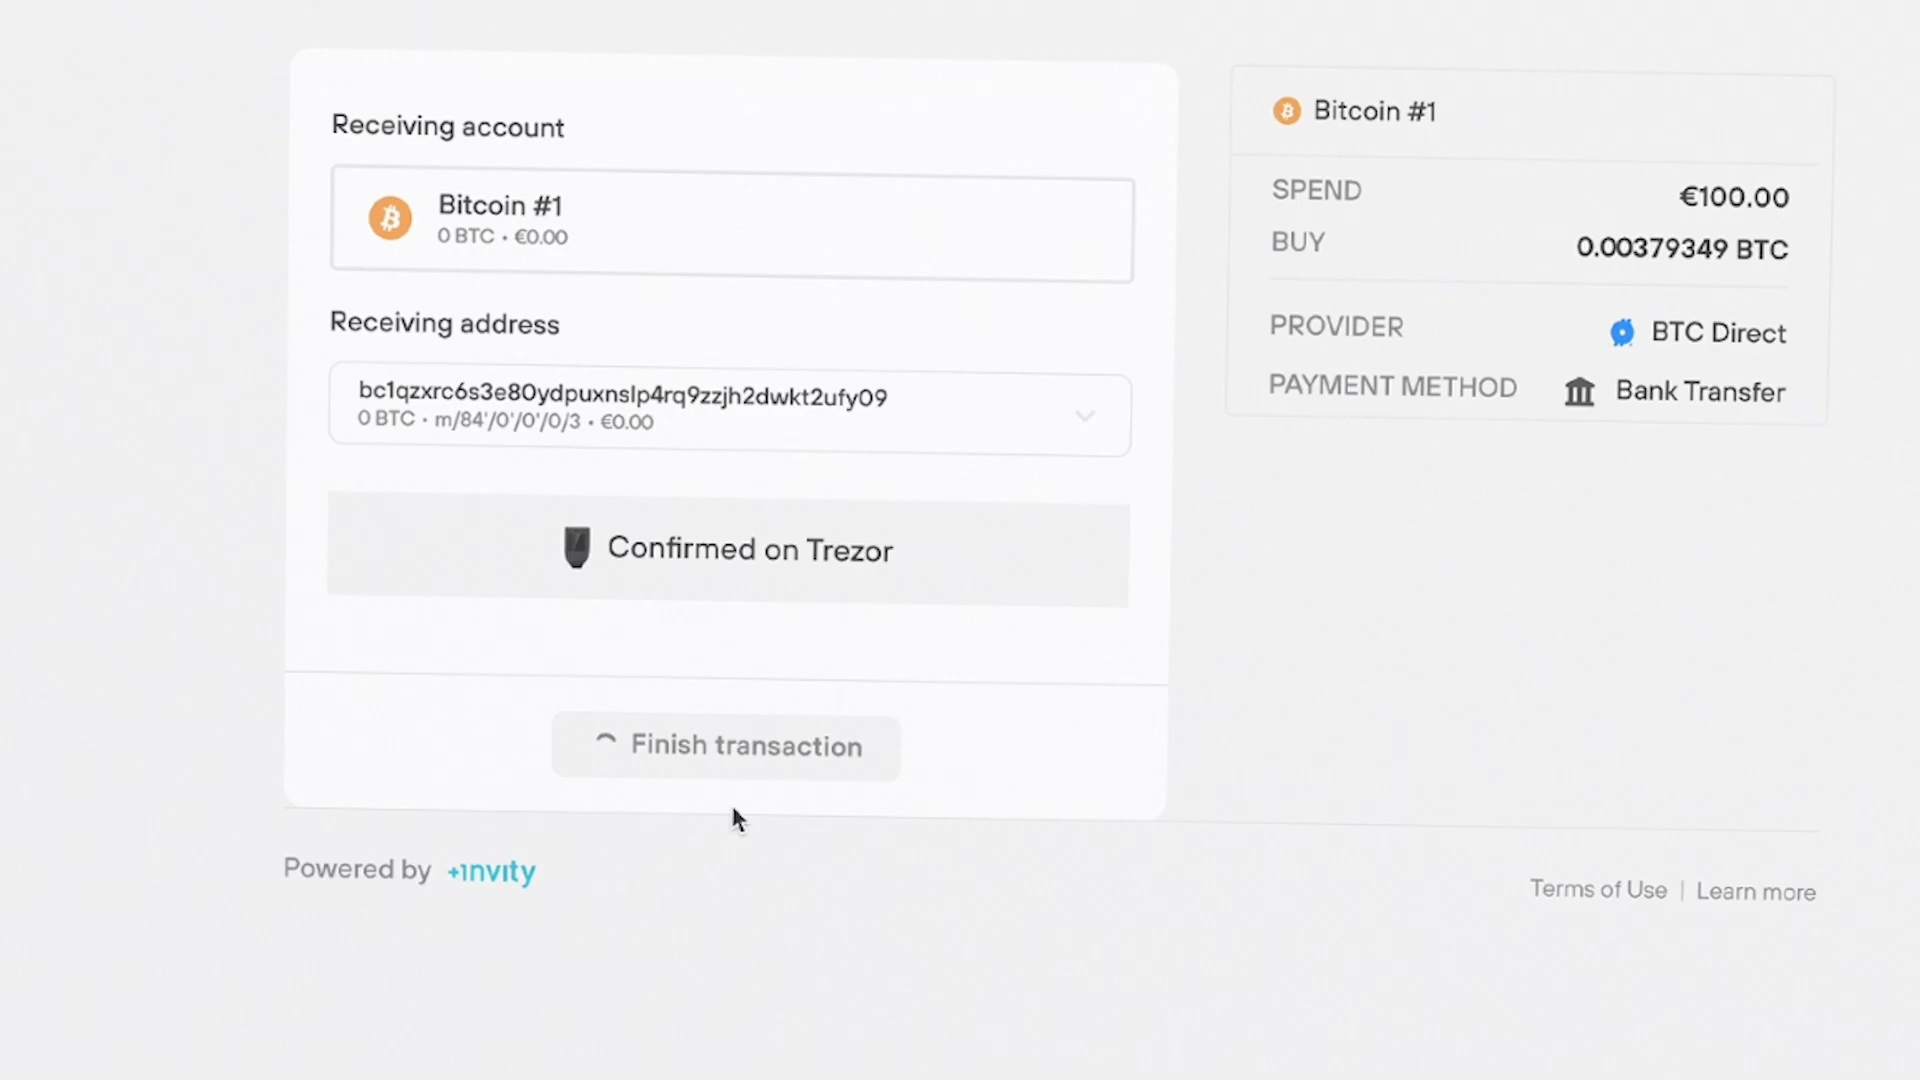 Receiving account
Bitcoin #1
0 BTC • €0.00
Receiving address
bc1qzxrc6s3e80ydpuxnslp4rq9zzjh2dwkt2ufy09
0 BTC • m/84'/0'/0'/0/3 • €0.00
Confirmed on Trezor
Finish transaction
Powered by +invity
Bitcoin #1
SPEND €100.00
BUY 0.00379349 BTC
PROVIDER BTC Direct
PAYMENT METHOD Bank Transfer
Terms of Use | Learn more